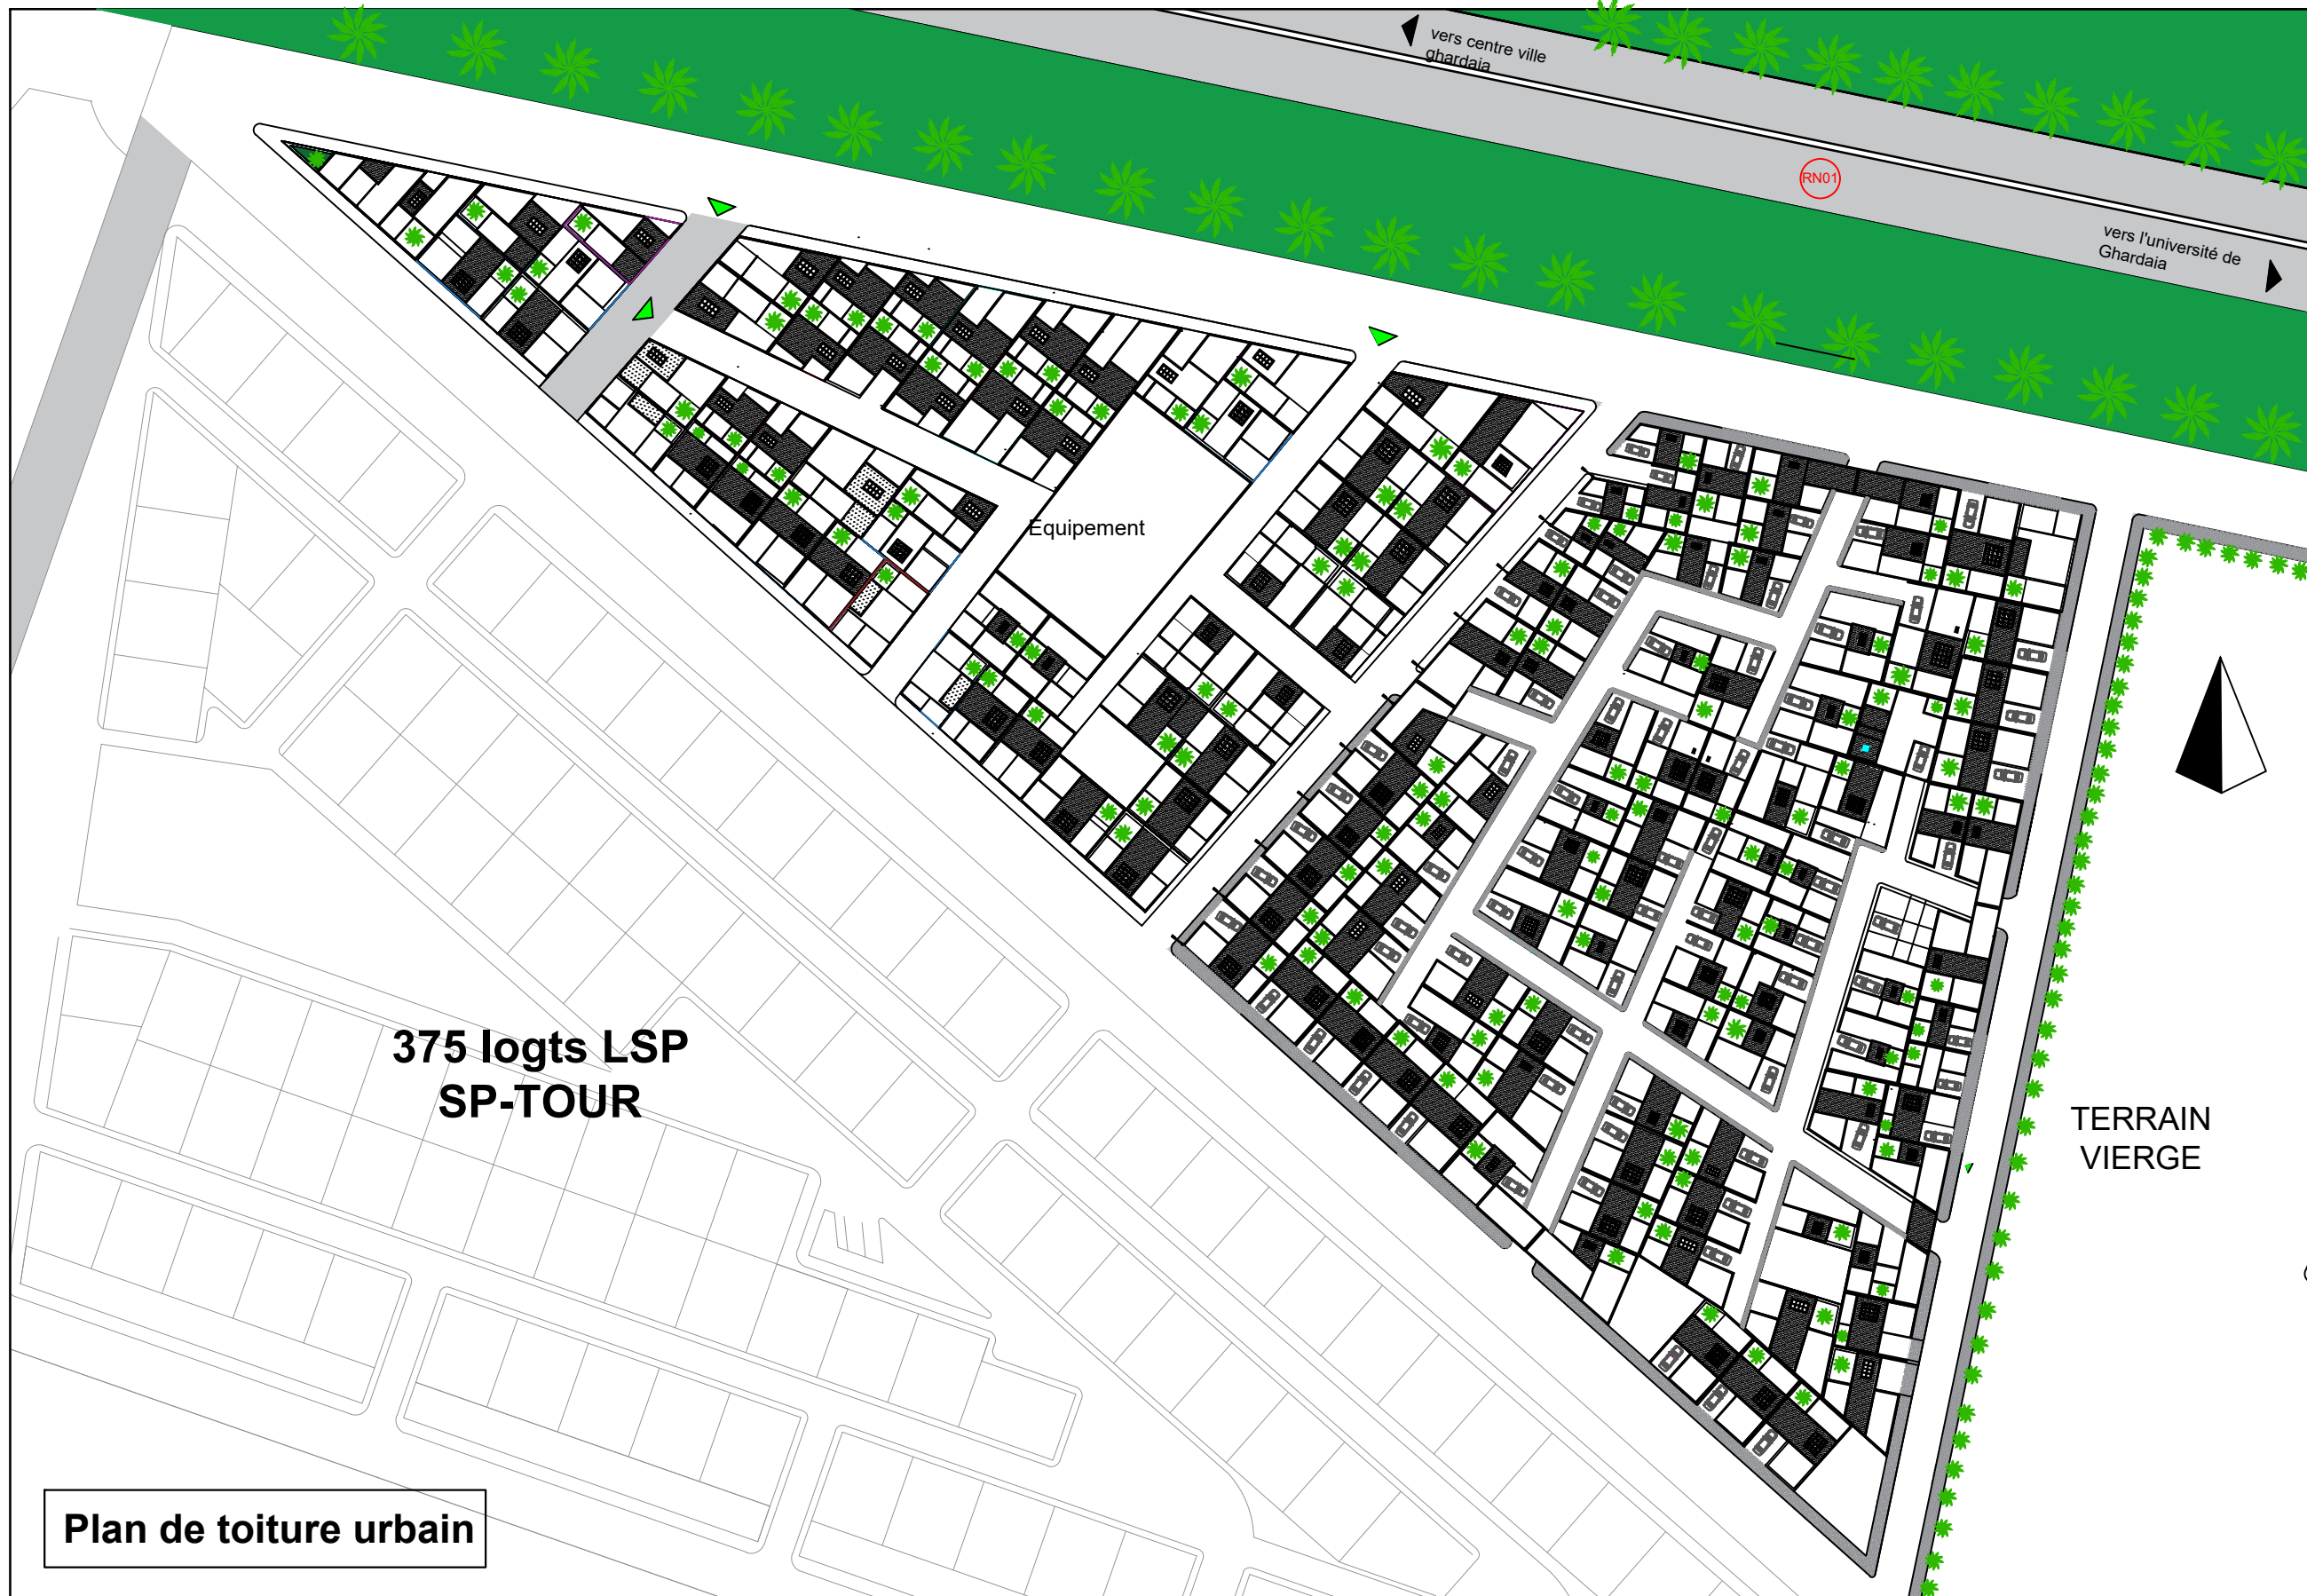 vers centre ville
ghardaia
RN01
vers l'université de
Ghardaia
Equipement
375 logts LSP
SP-TOUR
TERRAIN
VIERGE
Plan de toiture urbain